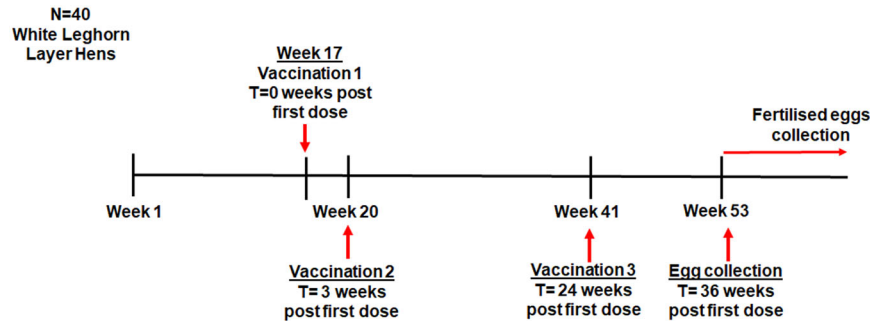 N=40
White Leghorn
Layer Hens
Week 17
Vaccination 1
T=0 weeks post
first dose
Fertilised eggs
collection
Week 1
Week 20
Week 41
Week 53
Vaccination 2
T= 3 weeks
post first dose
Vaccination 3
T= 24 weeks
post first dose
Egg collection
T= 36 weeks
post first dose